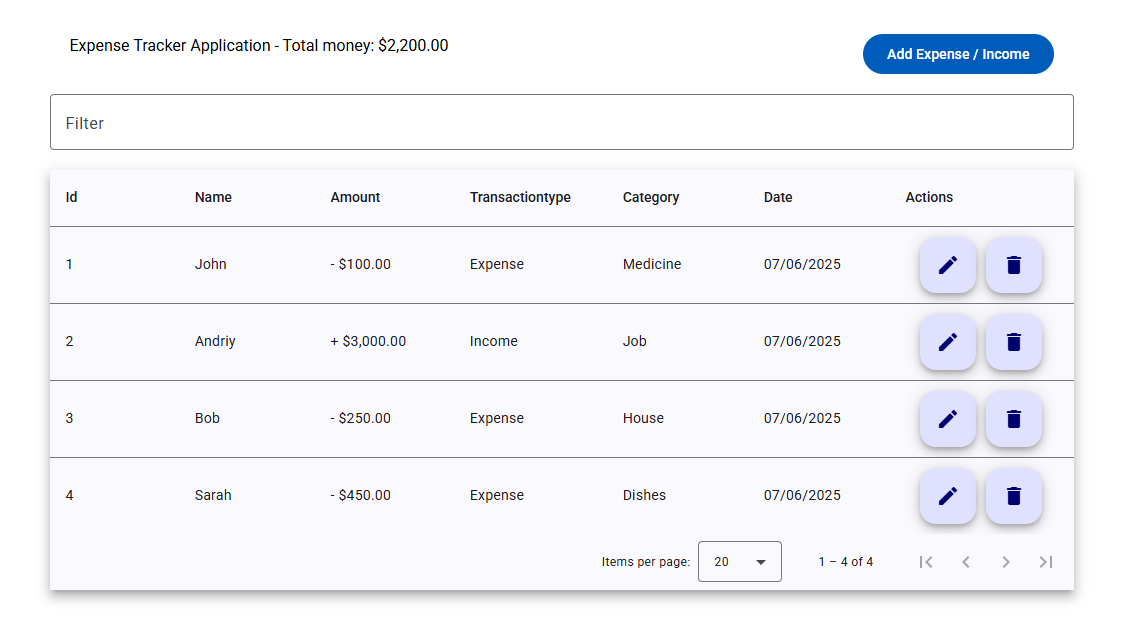 Expense Tracker Application - Total money: $2,200.00
Add Expense / Income
Filter
Id Name Amount Transactiontype Category Date Actions
1 John - $100.00 Expense Medicine 07/06/2025
2 Andriy + $3,000.00 Income Job 07/06/2025
3 Bob - $250.00 Expense House 07/06/2025
4 Sarah - $450.00 Expense Dishes 07/06/2025
Items per page: 20 1 – 4 of 4